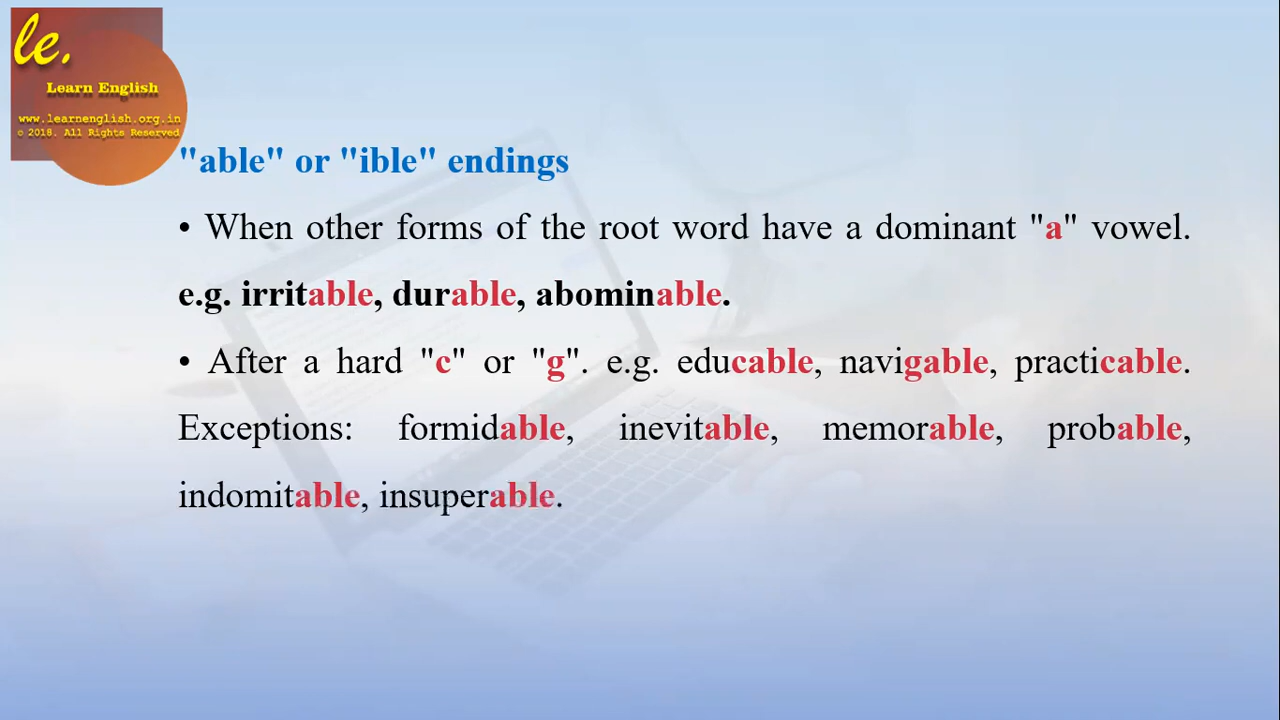 le.
Learn English
www.learnenglish.org.in
© 2018. All Rights Reserved
"able" or "ible" endings
• When other forms of the root word have a dominant "a" vowel.
e.g. irritable, durable, abominable.
• After a hard "c" or "g". e.g. educable, navigable, practicable.
Exceptions: formidable, inevitable, memorable, probable,
indomitable, insuperable.